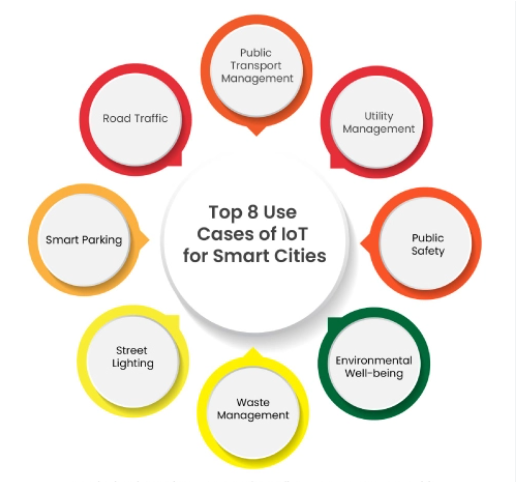 Public
Transport
Management
Utility
Management
Public
Safety
Environmental
Well-being
Waste
Management
Street
Lighting
Smart Parking
Road Traffic
Top 8 Use
Cases of IoT
for Smart Cities